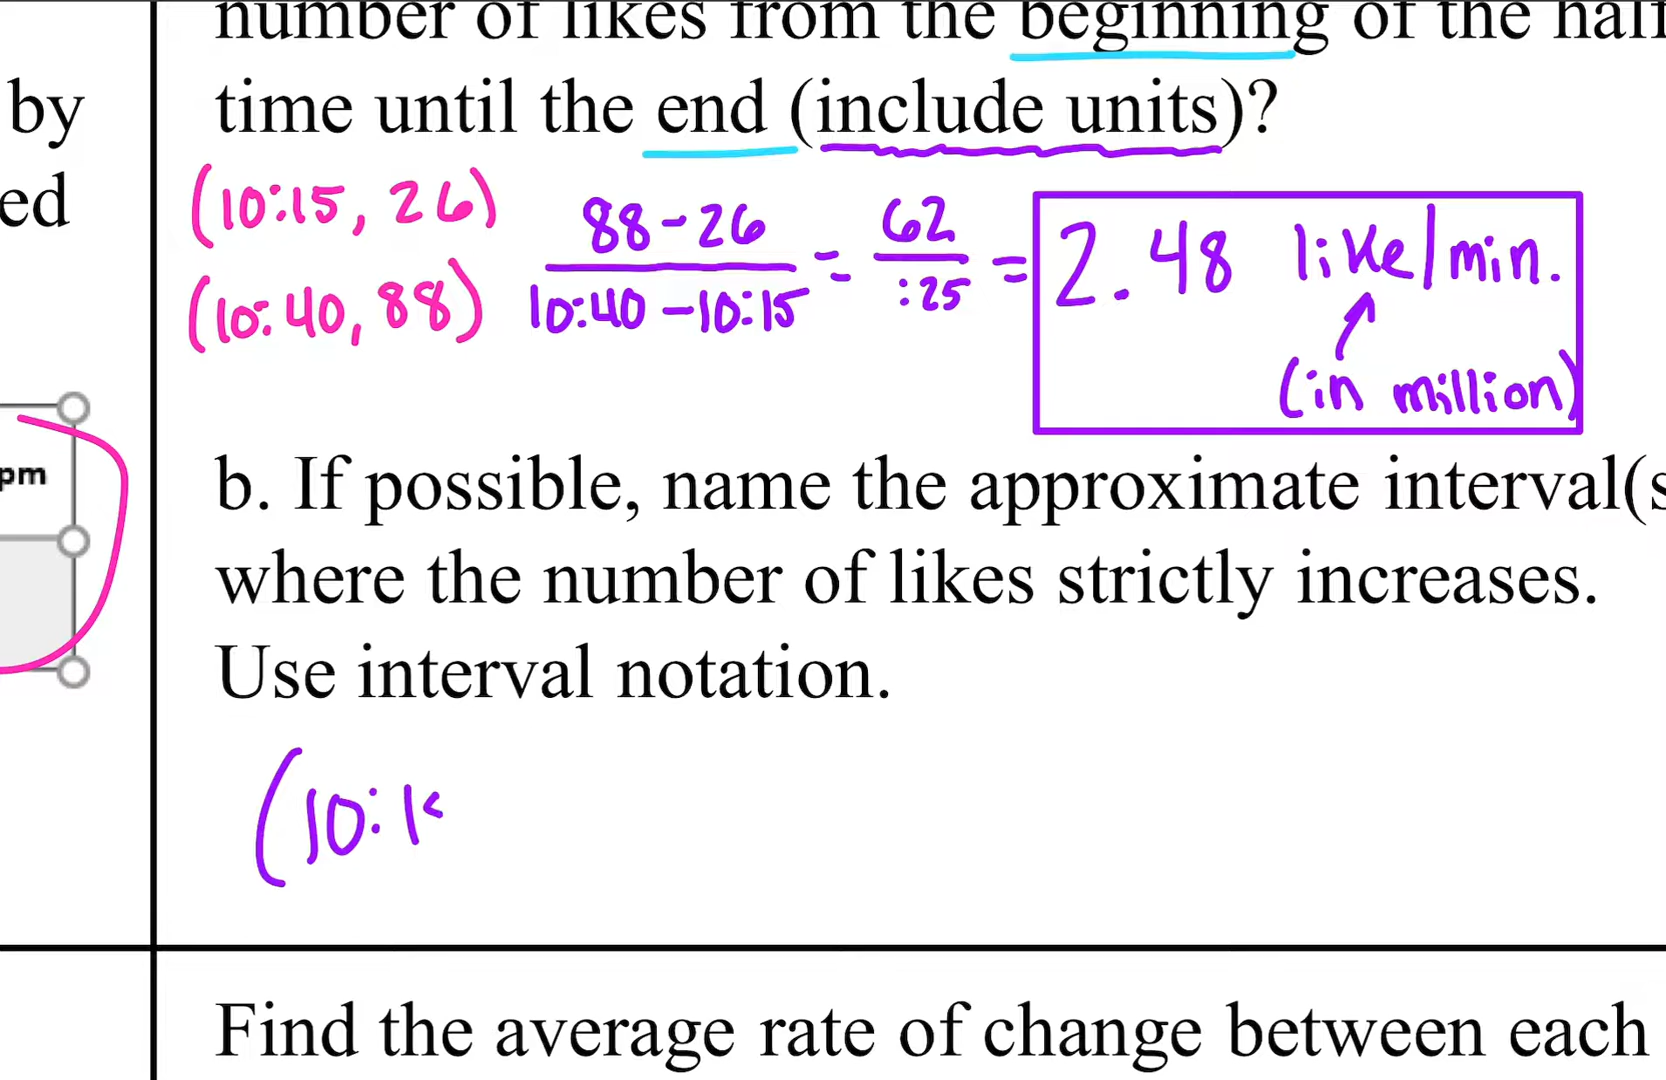 number of likes from the beginning of the half
time until the end (include units)?
by
ed
(10:15, 26)
(10:40, 88)
88-26
10:40-10:15
=
62
:25
= 2.48 like/min.
(in million)
pm
b. If possible, name the approximate interval(s
where the number of likes strictly increases.
Use interval notation.
(10:1
Find the average rate of change between each